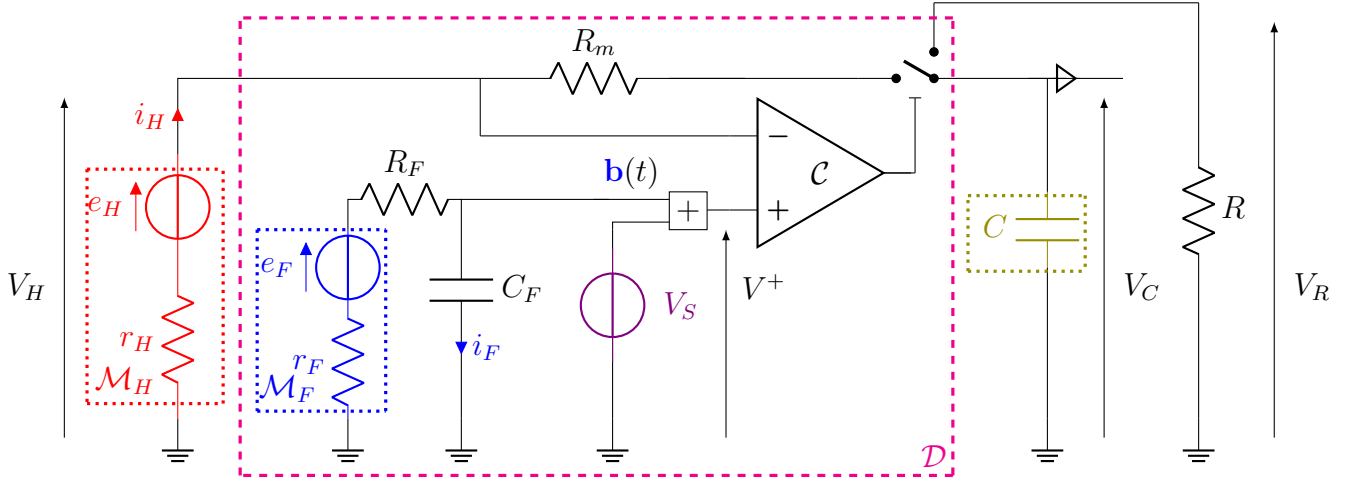 R_m
i_H
R_F
b(t)
−
C
e_H
+
+
C
R
e_F
V_H
C_F
V_S
V^+
V_C
V_R
r_H
i_F
r_F
M_H
M_F
D